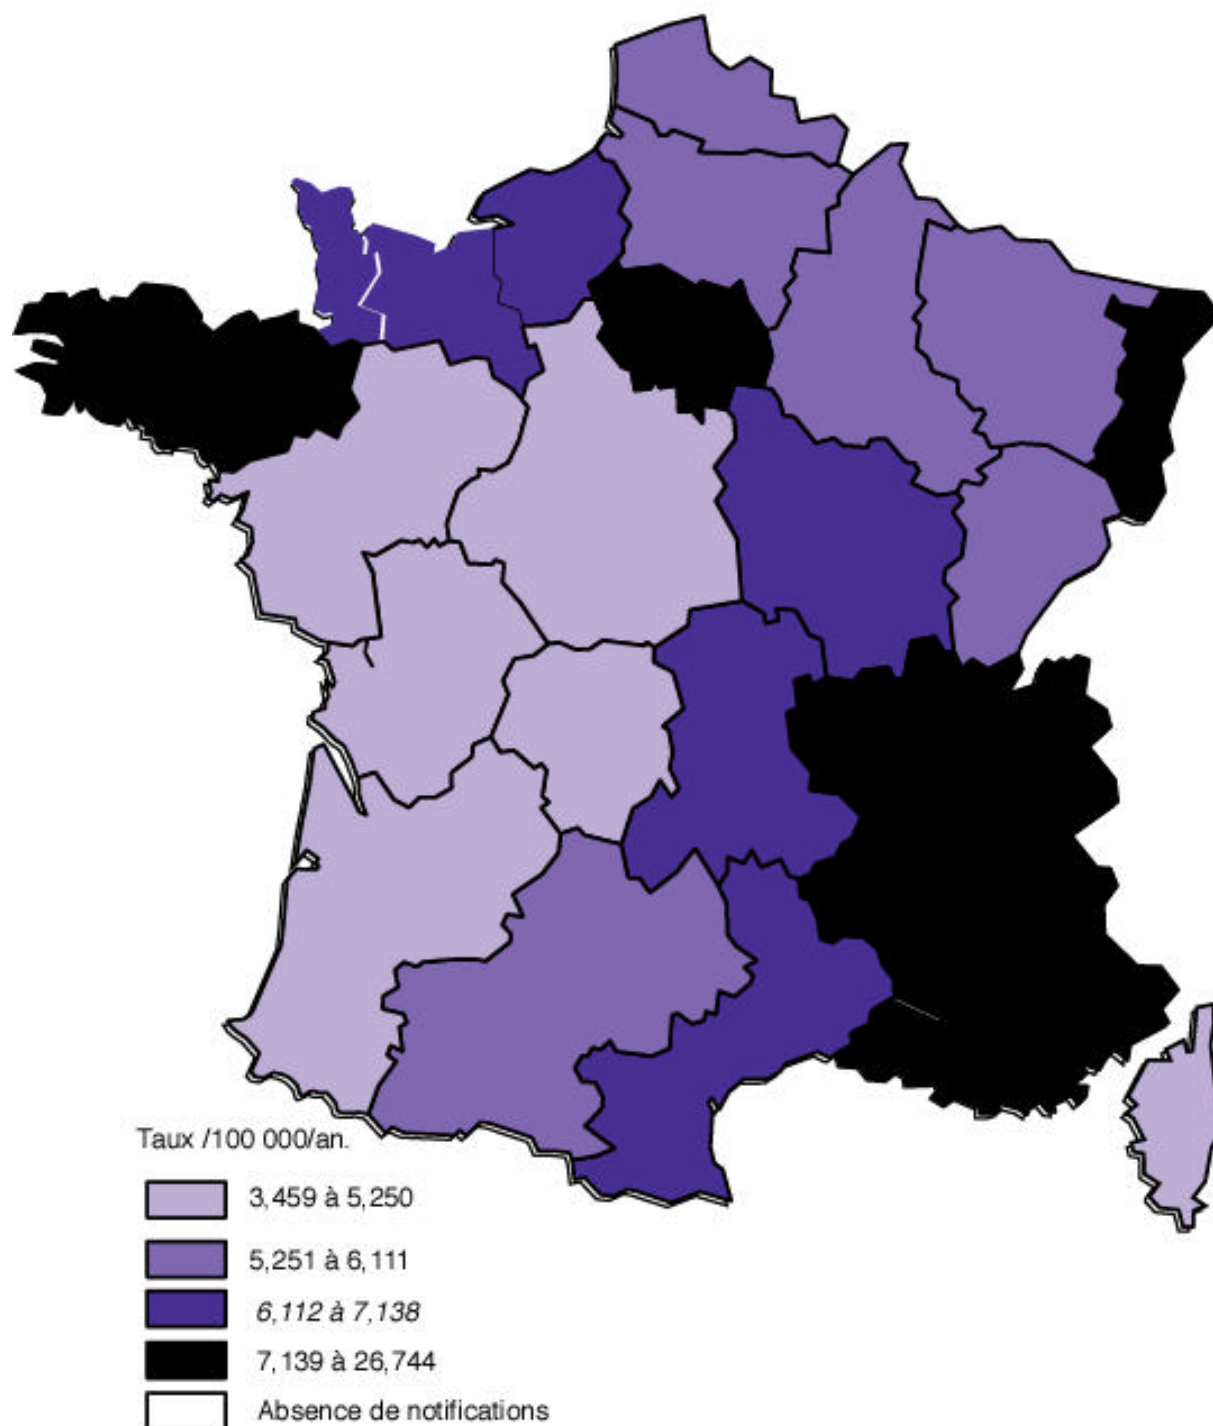 Taux /100 000/an.
3,459 à 5,250
5,251 à 6,111
6,112 à 7,138
7,139 à 26,744
Absence de notifications